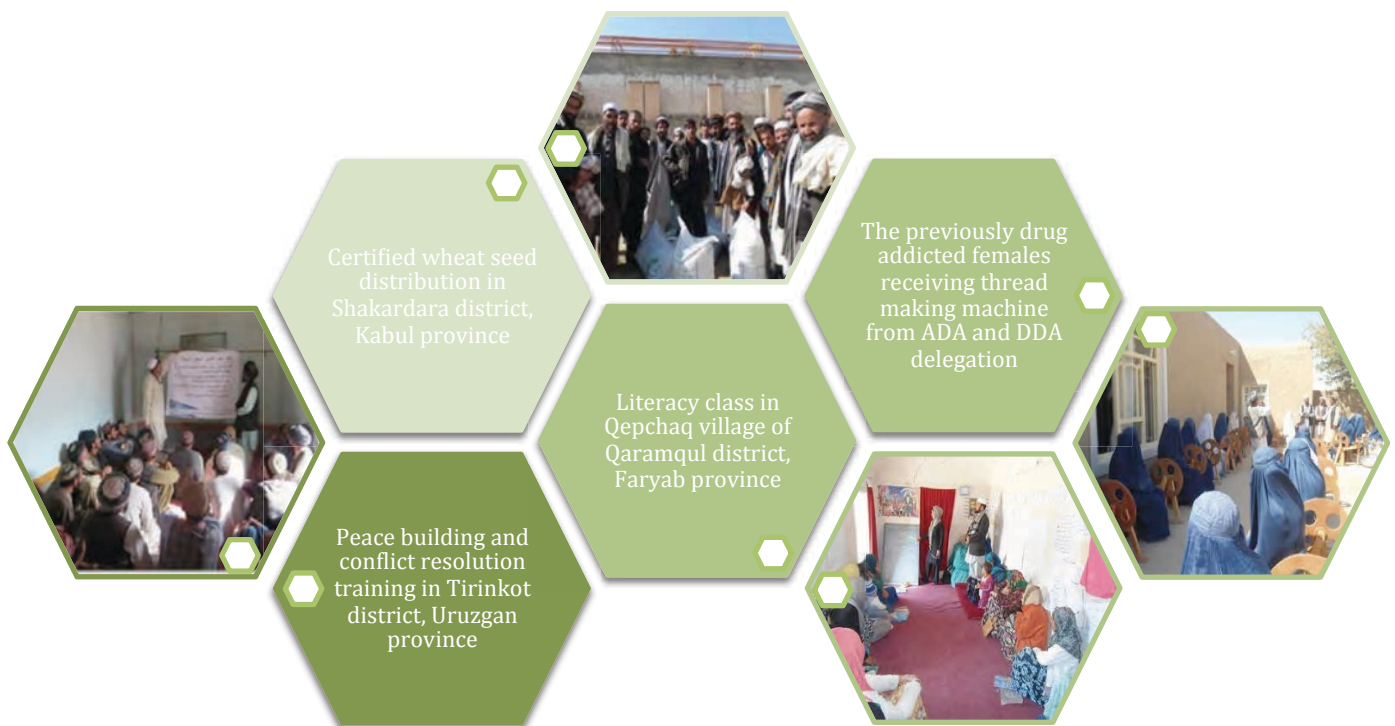 Certified wheat seed
distribution in
Shakardara district,
Kabul province
The previously drug
addicted females
receiving thread
making machine
from ADA and DDA
delegation
Literacy class in
Qepchaq village of
Qaramqul district,
Faryab province
Peace building and
conflict resolution
training in Tirinkot
district, Uruzgan
province